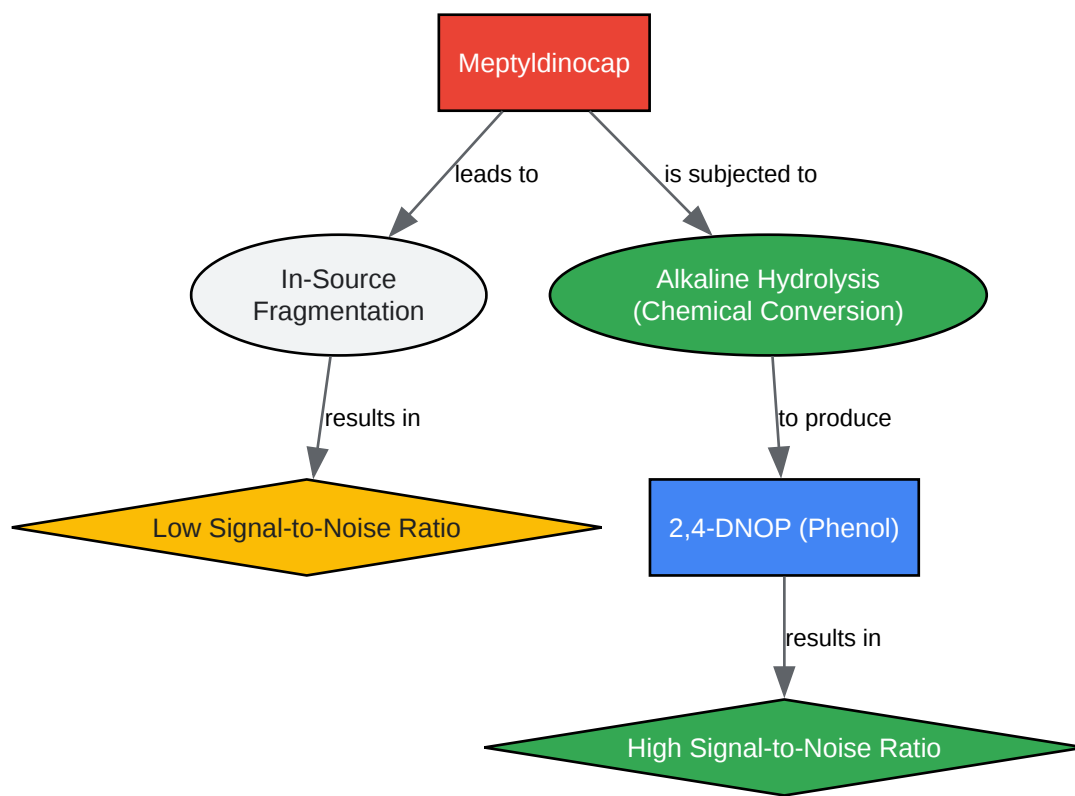 Meptyldinocap
leads to
is subjected to
In-Source
Fragmentation
Alkaline Hydrolysis
(Chemical Conversion)
results in
to produce
Low Signal-to-Noise Ratio
2,4-DNOP (Phenol)
results in
High Signal-to-Noise Ratio